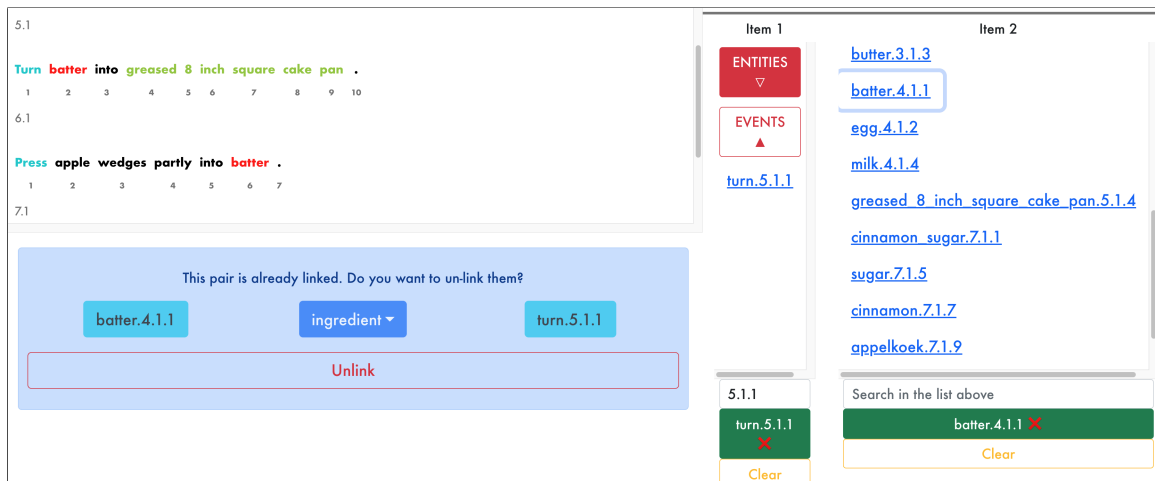 5.1
Turn batter into greased 8 inch square cake pan .
1 2 3 4 5 6 7 8 9 10
6.1
Press apple wedges partly into batter .
1 2 3 4 5 6 7
7.1
This pair is already linked. Do you want to un-link them?
batter.4.1.1 ingredient turn.5.1.1
Unlink
Item 1
ENTITIES
▽
EVENTS
▲
turn.5.1.1
5.1.1
turn.5.1.1
❌
Clear
Item 2
butter.3.1.3
batter.4.1.1
egg.4.1.2
milk.4.1.4
greased_8_inch_square_cake_pan.5.1.4
cinnamon_sugar.7.1.1
sugar.7.1.5
cinnamon.7.1.7
appelkoek.7.1.9
Search in the list above
batter.4.1.1 ❌
Clear